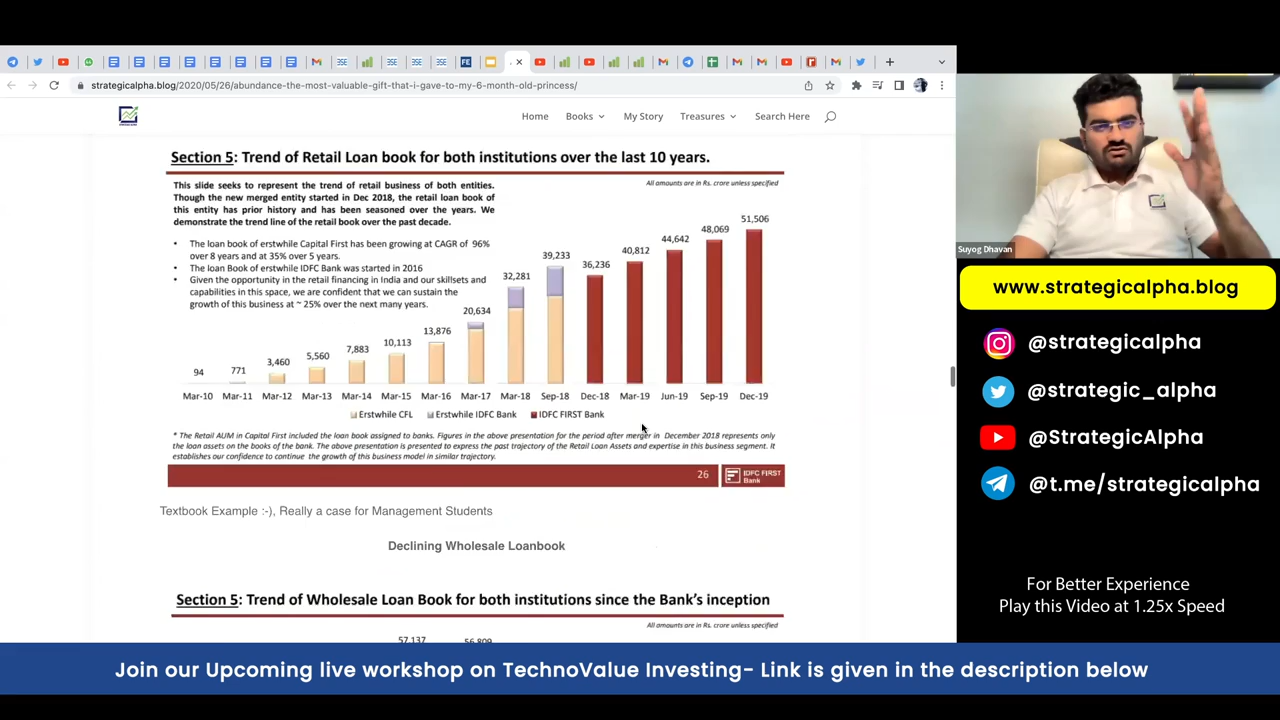 strategicalpha.blog/2020/05/26/abundance-the-most-valuable-gift-that-i-gave-to-my-6-month-old-princess/
Home Books My Story Treasures Search Here
Section 5: Trend of Retail Loan book for both institutions over the last 10 years.
This slide seeks to represent the trend of retail business of both entities.
Though the new merged entity started in Dec 2018, the retail loan book of
this entity has prior history and has been seasoned over the years. We
demonstrate the trend line of the retail book over the past decade.
All amounts are in Rs. crore unless specified
• The loan book of erstwhile Capital First has been growing at CAGR of 96%
over 8 years and at 35% over 5 years.
• The loan Book of erstwhile IDFC Bank was started in 2016
• Given the opportunity in the retail financing in India and our skillsets and
capabilities in this space, we are confident that we can sustain the
growth of this business at ~ 25% over the next many years.
94 771 3,460 5,560 7,883 10,113 13,876 20,634 32,281 39,233 36,236 40,812 44,642 48,069 51,506
Mar-10 Mar-11 Mar-12 Mar-13 Mar-14 Mar-15 Mar-16 Mar-17 Mar-18 Sep-18 Dec-18 Mar-19 Jun-19 Sep-19 Dec-19
Erstwhile CFL Erstwhile IDFC Bank IDFC FIRST Bank
* The Retail AUM in Capital First included the loan book assigned to banks. Figures in the above presentation for the period after merger in December 2018 represents only
the loan assets on the books of the bank. The above presentation is presented to express the past trajectory of the Retail Loan Assets and expertise in this business segment. It
establishes our confidence to continue the growth of this business model in similar trajectory.
26
IDFC FIRST
Bank
Textbook Example :-), Really a case for Management Students
Declining Wholesale Loanbook
Section 5: Trend of Wholesale Loan Book for both institutions since the Bank's inception
All amounts are in Rs. crore unless specified
57,137 56,809
Suyog Dhavan
www.strategicalpha.blog
@strategicalpha
@strategic_alpha
@StrategicAlpha
@t.me/strategicalpha
For Better Experience
Play this Video at 1.25x Speed
Join our Upcoming live workshop on TechnoValue Investing- Link is given in the description below